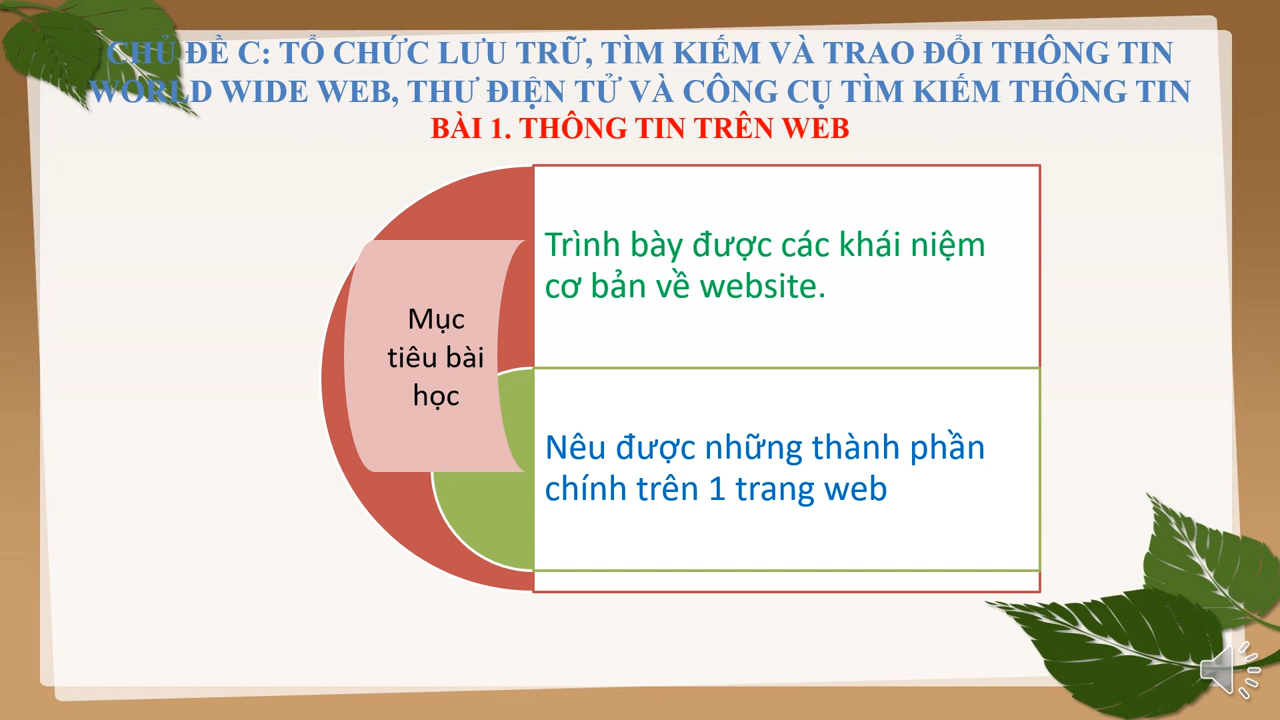 CHỦ ĐỀ C: TỔ CHỨC LƯU TRỮ, TÌM KIẾM VÀ TRAO ĐỔI THÔNG TIN
WORLD WIDE WEB, THƯ ĐIỆN TỬ VÀ CÔNG CỤ TÌM KIẾM THÔNG TIN
BÀI 1. THÔNG TIN TRÊN WEB
Mục
tiêu bài
học
Trình bày được các khái niệm
cơ bản về website.
Nêu được những thành phần
chính trên 1 trang web